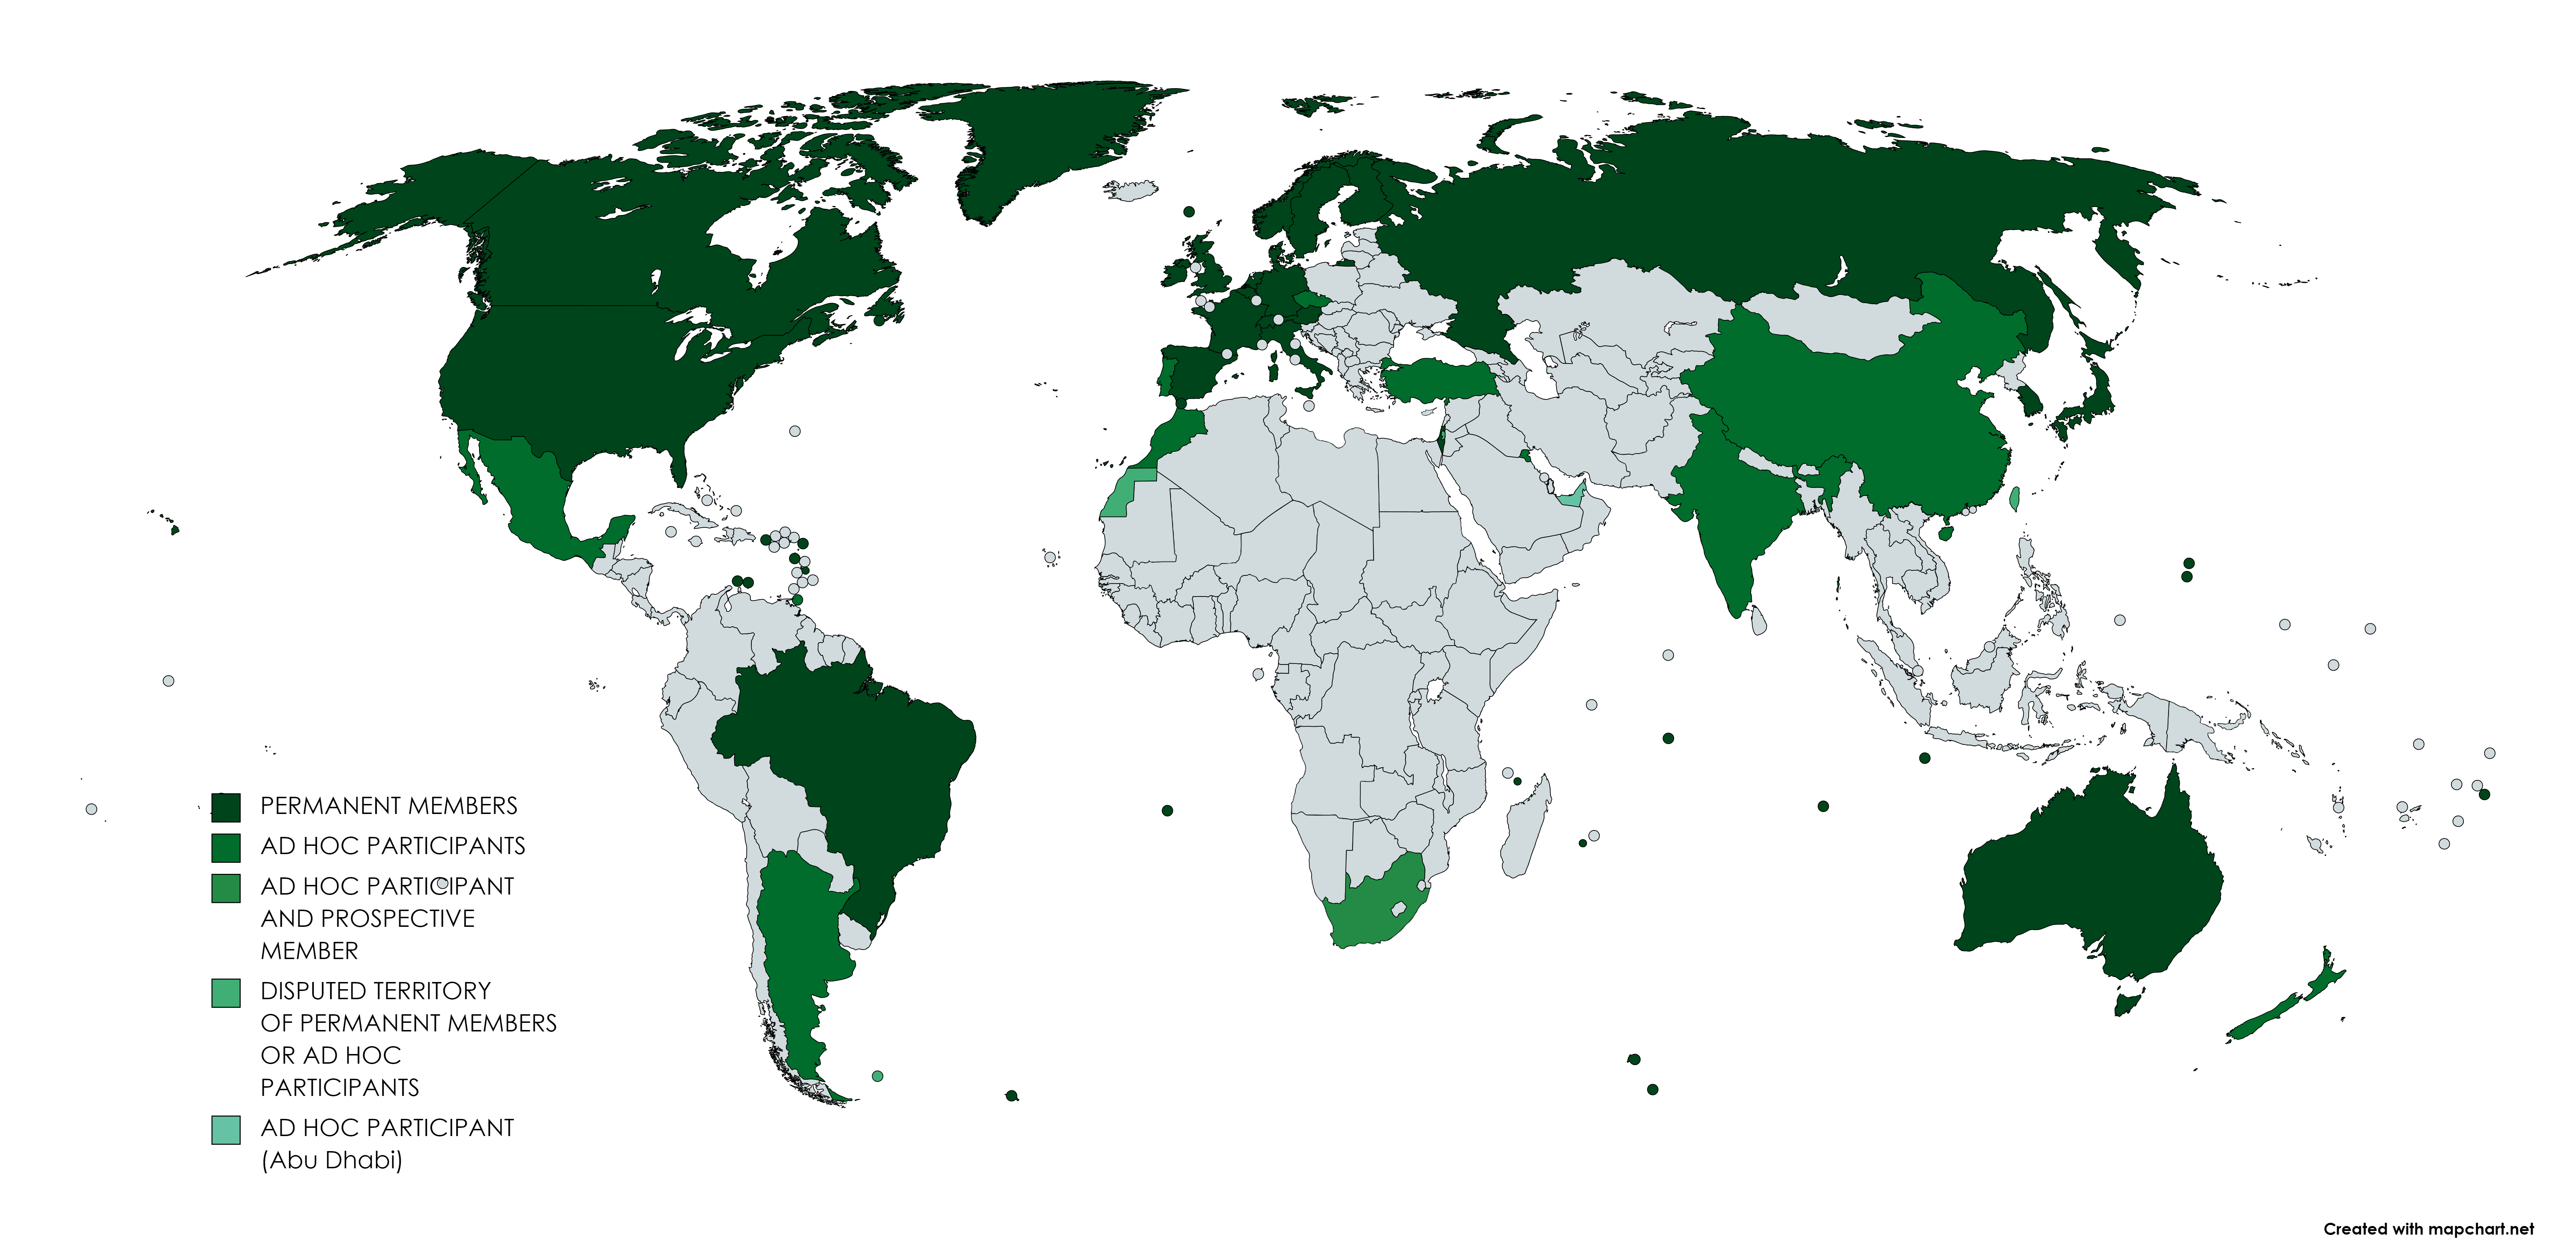 PERMANENT MEMBERS
AD HOC PARTICIPANTS
AD HOC PARTICIPANT
AND PROSPECTIVE
MEMBER
DISPUTED TERRITORY
OF PERMANENT MEMBERS
OR AD HOC
PARTICIPANTS
AD HOC PARTICIPANT
(Abu Dhabi)
Created with mapchart.net